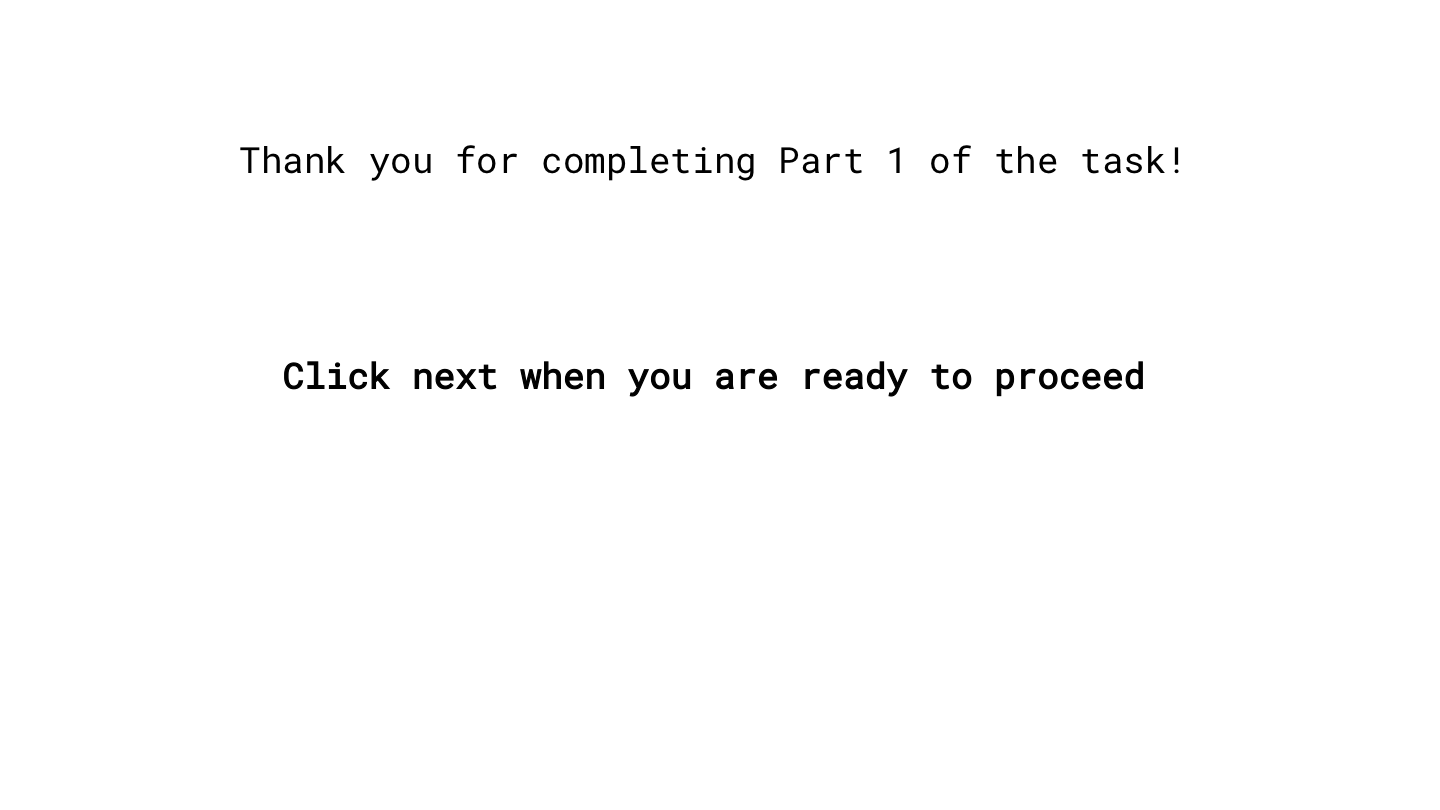 Thank you for completing Part 1 of the task!
Click next when you are ready to proceed